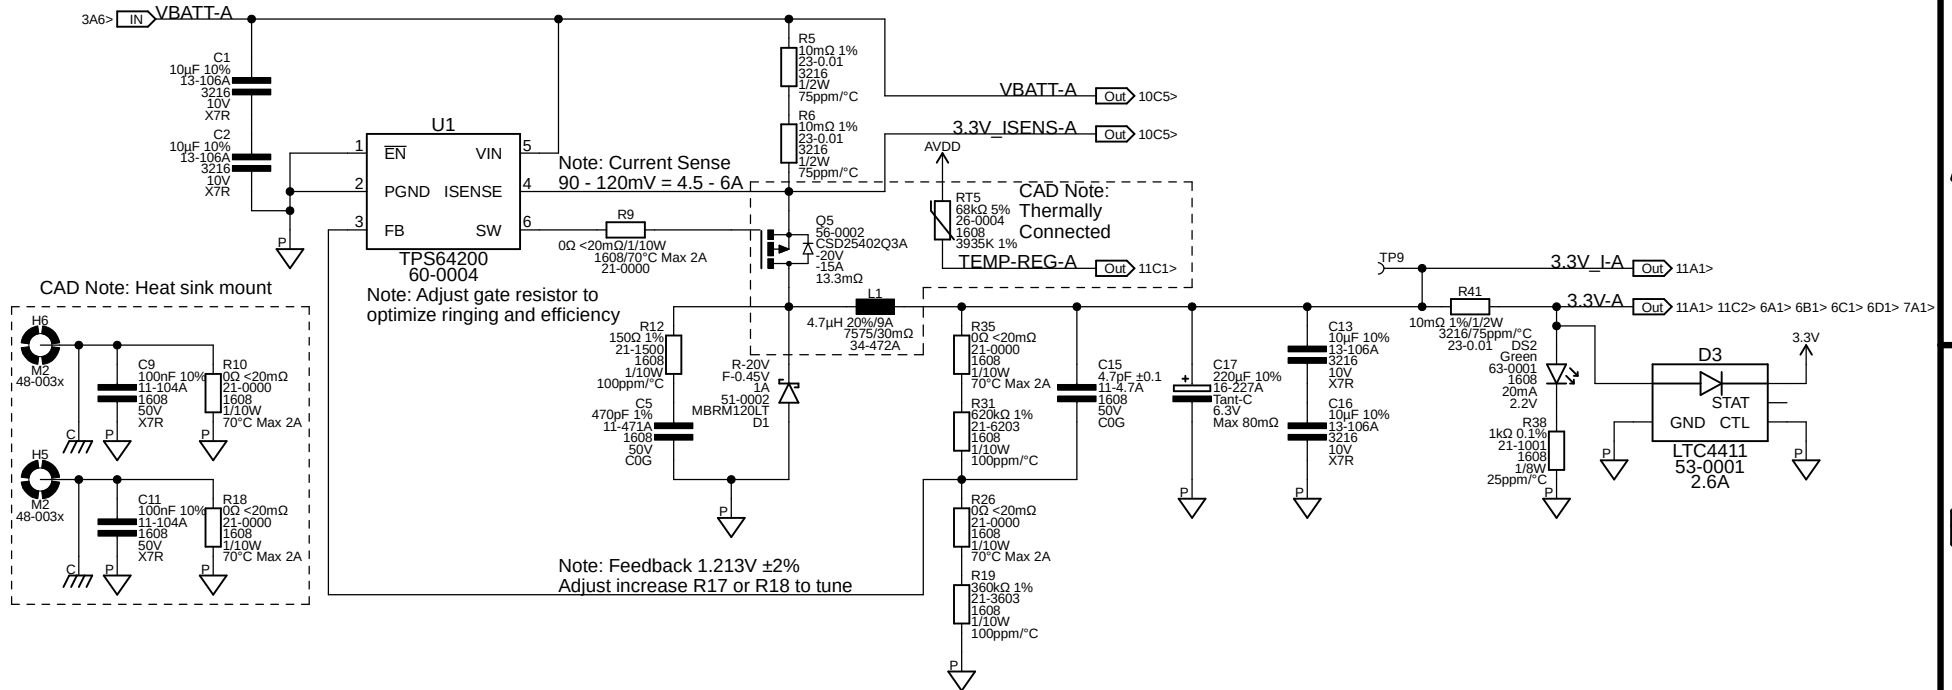 3A6> IN VBATT-A
C1
10µF 10%
13-106A
3216
10V
X7R
C2
10µF 10%
13-106A
3216
10V
X7R
U1
1 EN VIN 5
2 PGND ISENSE 4
3 FB SW 6
TPS64200
60-0004
Note: Adjust gate resistor to
optimize ringing and efficiency
P
R5
10mΩ 1%
23-0.01
3216
1/2W
75ppm/°C
R6
10mΩ 1%
23-0.01
3216
1/2W
75ppm/°C
Note: Current Sense
90 - 120mV = 4.5 - 6A
R9
0Ω <20mΩ/1/10W
1608/70°C Max 2A
21-0000
VBATT-A Out 10C5>
3.3V_ISENS-A Out 10C5>
AVDD
RT5
68kΩ 5%
26-0004
1608
3935K 1%
CAD Note:
Thermally
Connected
TEMP-REG-A Out 11C1>
Q5
56-0002
CSD25402Q3A
-20V
-15A
13.3mΩ
L1
4.7µH 20%/9A
7575/30mΩ
34-472A
R12
150Ω 1%
21-1500
1608
1/10W
100ppm/°C
C5
470pF 1%
11-471A
1608
50V
C0G
R-20V
F-0.45V
1A
51-0002
MBRM120LT
D1
P
R35
0Ω <20mΩ
21-0000
1608
1/10W
70°C Max 2A
R31
620kΩ 1%
21-6203
1608
1/10W
100ppm/°C
R26
0Ω <20mΩ
21-0000
1608
1/10W
70°C Max 2A
R19
360kΩ 1%
21-3603
1608
1/10W
100ppm/°C
P
C15
4.7pF ±0.1
11-4.7A
1608
50V
C0G
C17
220µF 10%
16-227A
Tant-C
6.3V
Max 80mΩ
+
P
C13
10µF 10%
13-106A
3216
10V
X7R
C16
10µF 10%
13-106A
3216
10V
X7R
P
TP9
3.3V_I-A Out 11A1>
R41
10mΩ 1%/1/2W
3216/75ppm/°C
23-0.01
3.3V-A Out 11A1> 11C2> 6A1> 6B1> 6C1> 6D1> 7A1>
DS2
Green
63-0001
1608
20mA
2.2V
R38
1kΩ 0.1%
21-1001
1608
1/8W
25ppm/°C
P
D3
3.3V
STAT
GND CTL
LTC4411
53-0001
2.6A
P
P
CAD Note: Heat sink mount
H6
M2
48-003x
C
C9
100nF 10%
11-104A
1608
50V
X7R
P
R10
0Ω <20mΩ
21-0000
1608
1/10W
70°C Max 2A
P
H5
M2
48-003x
C
C11
100nF 10%
11-104A
1608
50V
X7R
P
R18
0Ω <20mΩ
21-0000
1608
1/10W
70°C Max 2A
P
Note: Feedback 1.213V ±2%
Adjust increase R17 or R18 to tune